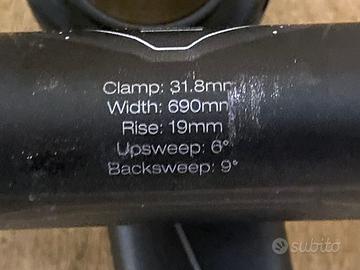 Clamp: 31.8mm
Width: 690mm
Rise: 19mm
Upsweep: 6°
Backsweep: 9°
subito